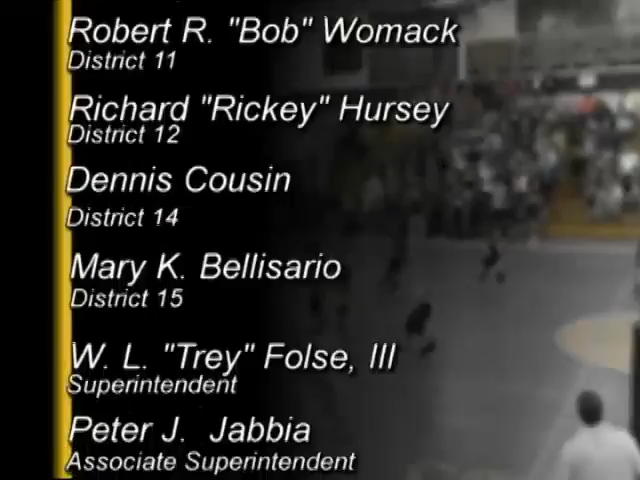 Robert R. "Bob" Womack
District 11
Richard "Rickey" Hursey
District 12
Dennis Cousin
District 14
Mary K. Bellisario
District 15
W. L. "Trey" Folse, III
Superintendent
Peter J. Jabbia
Associate Superintendent